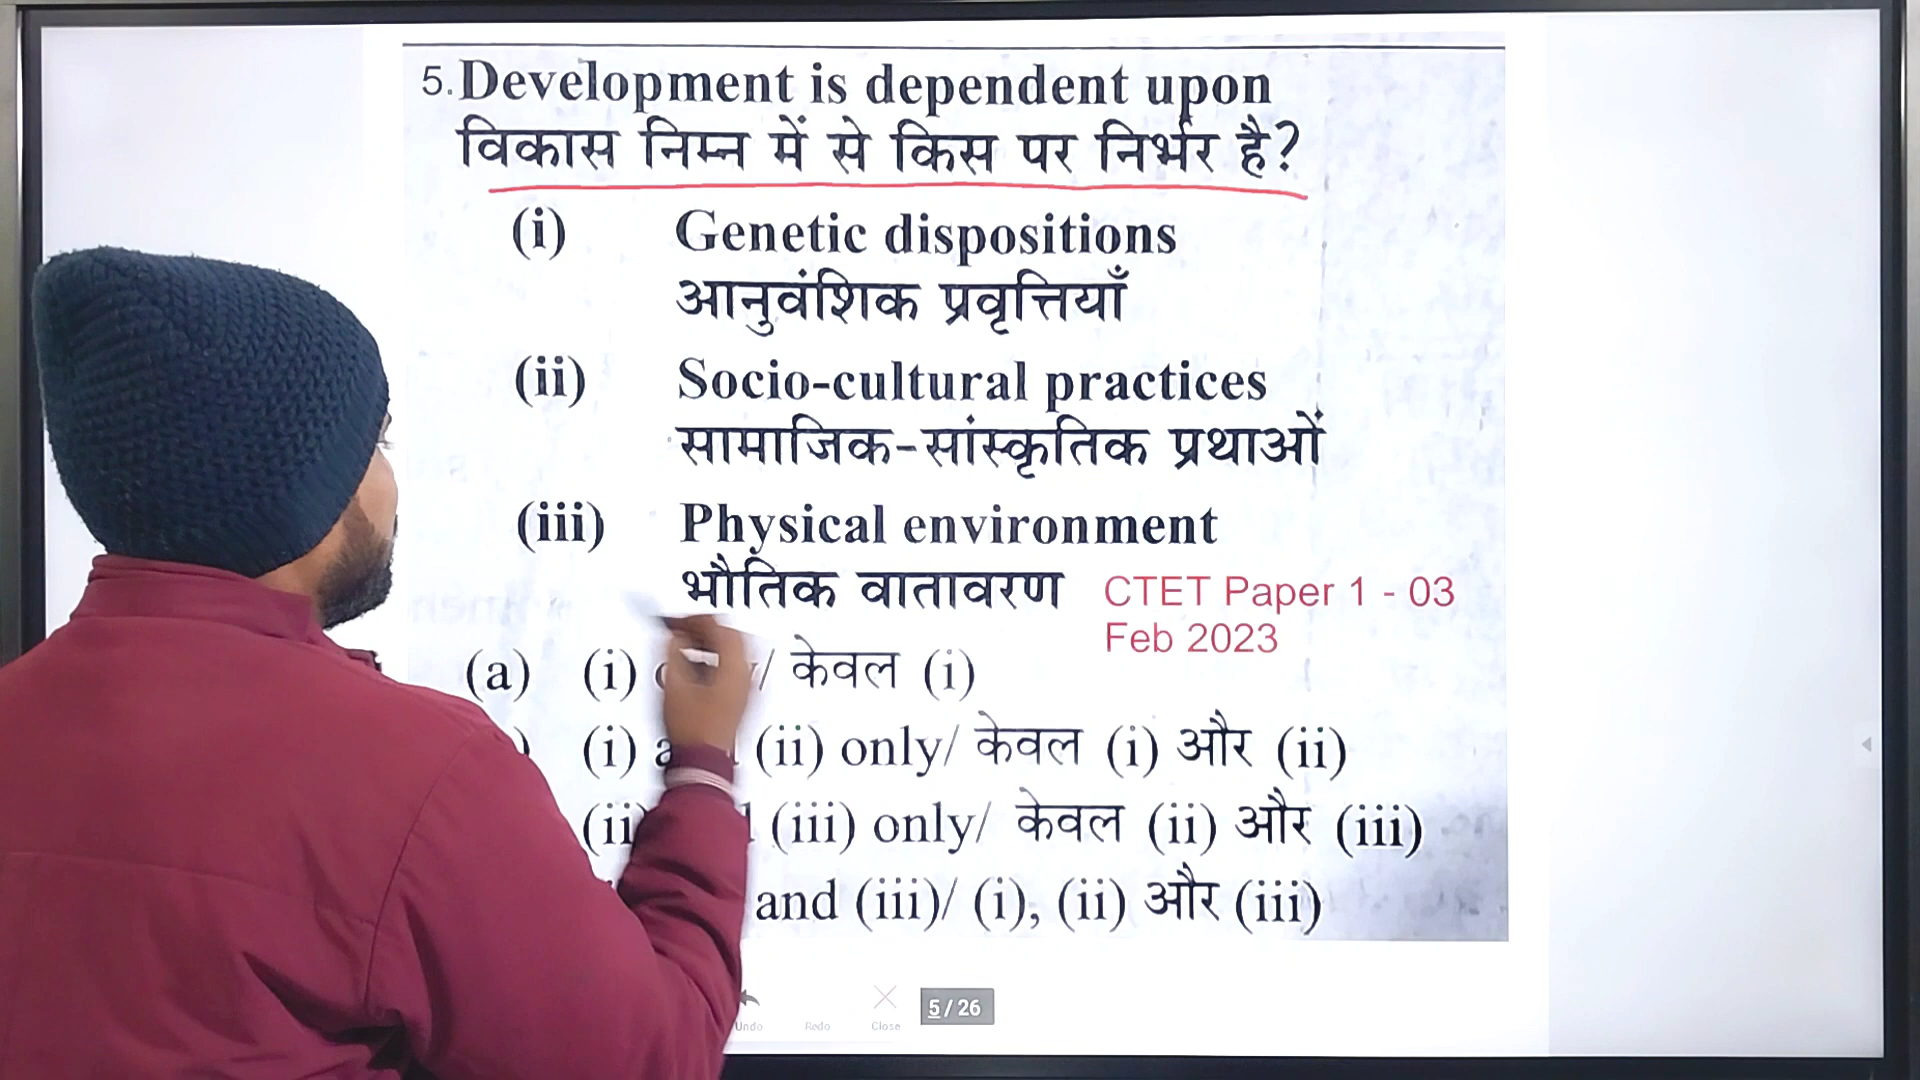 5. Development is dependent upon
विकास निम्न में से किस पर निर्भर है?
(i) Genetic dispositions
आनुवंशिक प्रवृत्तियाँ
(ii) Socio-cultural practices
सामाजिक-सांस्कृतिक प्रथाओं
(iii) Physical environment
भौतिक वातावरण
CTET Paper 1 - 03
Feb 2023
(a) (i) / केवल (i)
(i) (ii) only/ केवल (i) और (ii)
(iii) only/ केवल (ii) और (iii)
and (iii)/ (i), (ii) और (iii)
Undo Redo Close 5 / 26